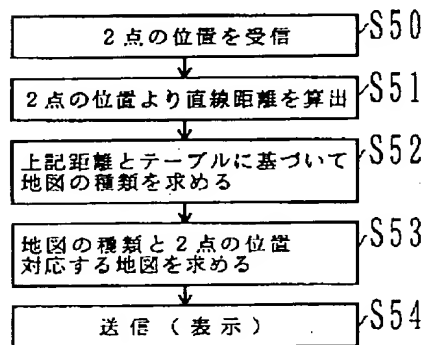 2点の位置を受信
S50
2点の位置より直線距離を算出
S51
上記距離とテーブルに基づいて
地図の種類を求める
S52
地図の種類と2点の位置
対応する地図を求める
S53
送信(表示)
S54